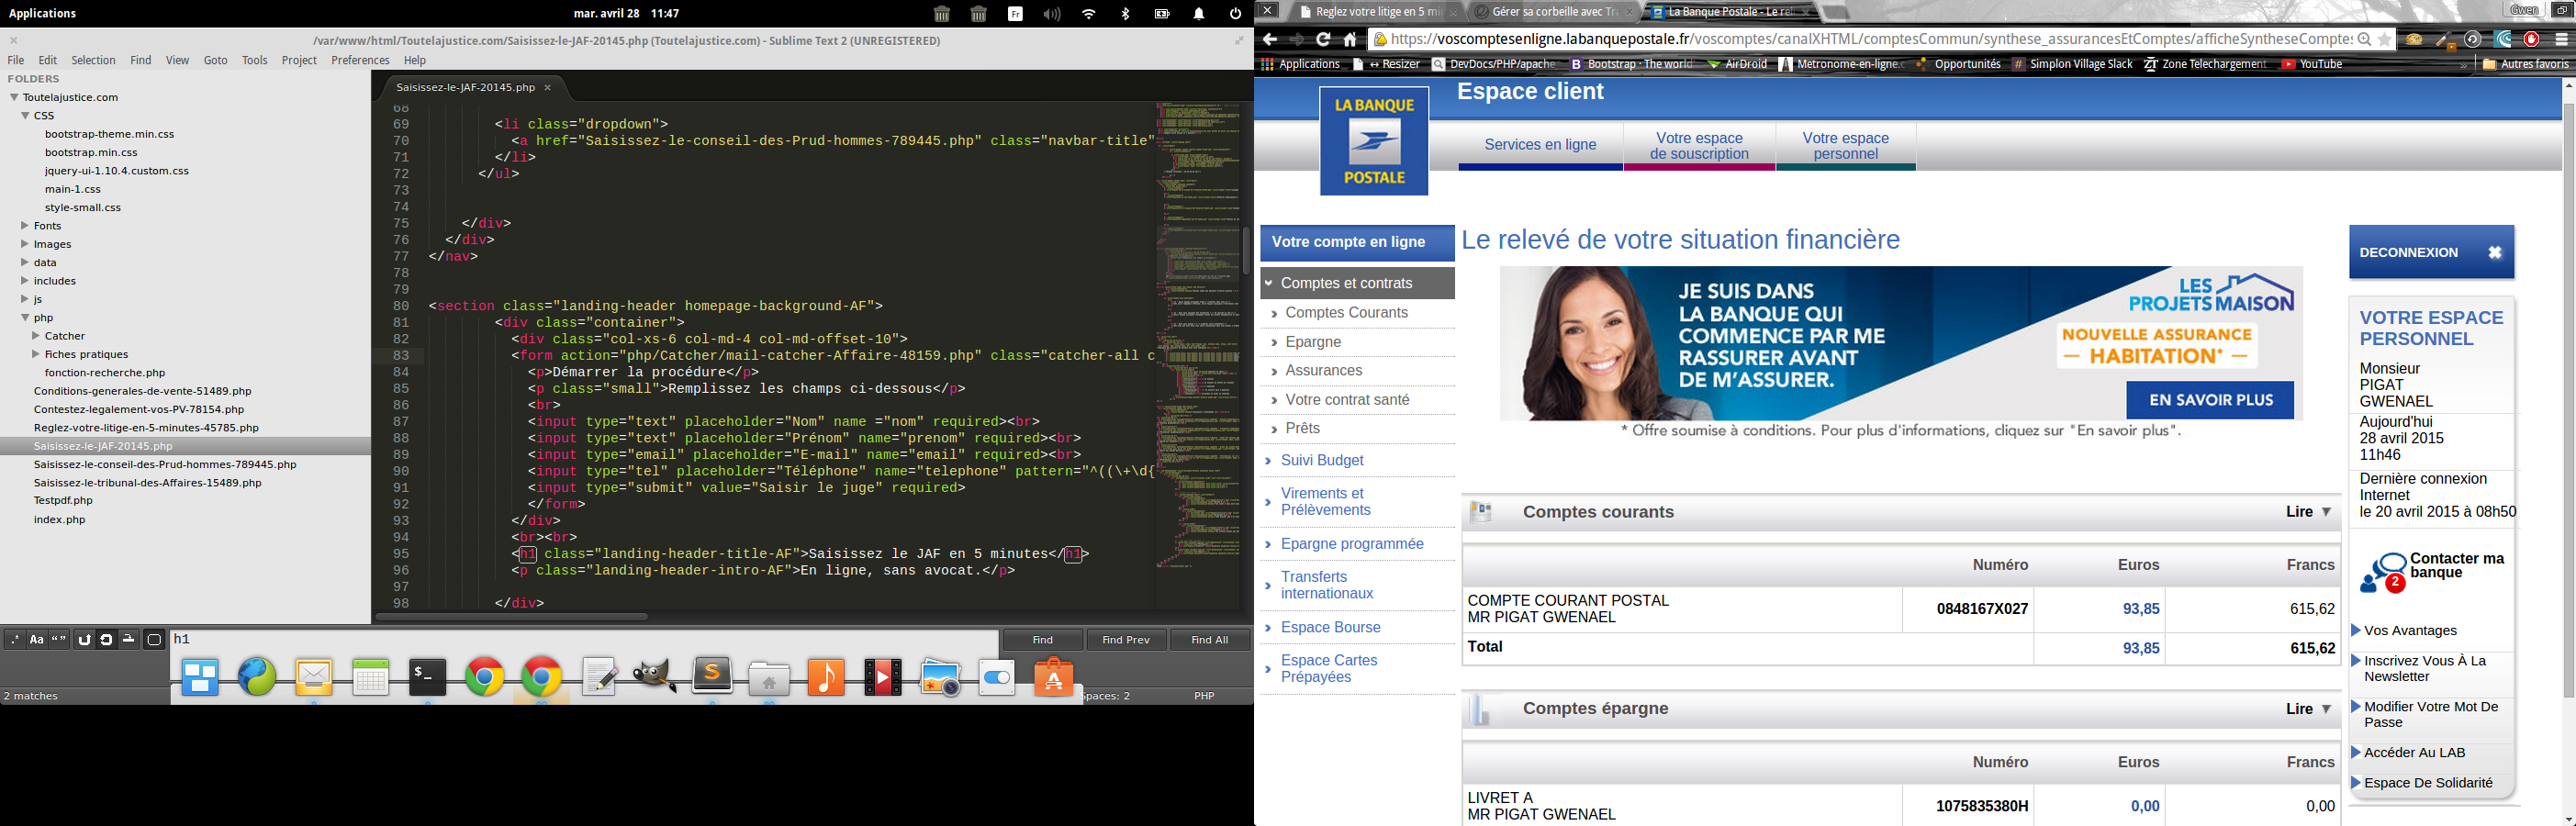 Applications
mar. avril 28 11:47
Fr
/var/www/html/Toutelajustice.com/Saisissez-le-JAF-20145.php (Toutelajustice.com) - Sublime Text 2 (UNREGISTERED)
File Edit Selection Find View Goto Tools Project Preferences Help
FOLDERS
Toutelajustice.com
CSS
bootstrap-theme.min.css
bootstrap.min.css
jquery-ui-1.10.4.custom.css
main-1.css
style-small.css
Fonts
Images
data
includes
js
php
Catcher
Fiches pratiques
fonction-recherche.php
Conditions-generales-de-vente-51489.php
Contestez-legalement-vos-PV-78154.php
Reglez-votre-litige-en-5-minutes-45785.php
Saisissez-le-JAF-20145.php
Saisissez-le-conseil-des-Prud-hommes-789445.php
Saisissez-le-tribunal-des-Affaires-15489.php
Testpdf.php
index.php
Saisissez-le-JAF-20145.php
68
69 <li class="dropdown">
70 <a href="Saisissez-le-conseil-des-Prud-hommes-789445.php" class="navbar-title"
71 </li>
72 </ul>
73
74
75 </div>
76 </div>
77 </nav>
78
79
80 <section class="landing-header homepage-background-AF">
81 <div class="container">
82 <div class="col-xs-6 col-md-4 col-md-offset-10">
83 <form action="php/Catcher/mail-catcher-Affaire-48159.php" class="catcher-all c
84 <p>Démarrer la procédure</p>
85 <p class="small">Remplissez les champs ci-dessous</p>
86 <br>
87 <input type="text" placeholder="Nom" name ="nom" required><br>
88 <input type="text" placeholder="Prénom" name="prenom" required><br>
89 <input type="email" placeholder="E-mail" name="email" required><br>
90 <input type="tel" placeholder="Téléphone" name="telephone" pattern="^((\+\d{
91 <input type="submit" value="Saisir le juge" required>
92 </form>
93 </div>
94 <br><br>
95 <h1 class="landing-header-title-AF">Saisissez le JAF en 5 minutes</h1>
96 <p class="landing-header-intro-AF">En ligne, sans avocat.</p>
97
98 </div>
.* Aa “”
h1
Find Find Prev Find All
2 matches
Spaces: 2 PHP
Reglez votre litige en 5 mi
Gérer sa corbeille avec Tr
La Banque Postale - Le rel
Gwen
https://voscomptesenligne.labanquepostale.fr/voscomptes/canalXHTML/comptesCommun/synthese_assurancesEtComptes/afficheSyntheseComptes
Applications ↔ Resizer DevDocs/PHP/apache Bootstrap · The world AirDroid Metronome-en-ligne.c Opportunités Simplon Village Slack Zone Telechargement YouTube » Autres favoris
LA BANQUE
POSTALE
Espace client
Services en ligne
Votre espace
de souscription
Votre espace
personnel
Votre compte en ligne
Comptes et contrats
Comptes Courants
Epargne
Assurances
Votre contrat santé
Prêts
Suivi Budget
Virements et
Prélèvements
Epargne programmée
Transferts
internationaux
Espace Bourse
Espace Cartes
Prépayées
Le relevé de votre situation financière
JE SUIS DANS
LA BANQUE QUI
COMMENCE PAR ME
RASSURER AVANT
DE M'ASSURER.
LES
PROJETS MAISON
NOUVELLE ASSURANCE
— HABITATION* —
EN SAVOIR PLUS
* Offre soumise à conditions. Pour plus d'informations, cliquez sur "En savoir plus".
Comptes courants Lire
Numéro Euros Francs
COMPTE COURANT POSTAL
MR PIGAT GWENAEL
0848167X027 93,85 615,62
Total 93,85 615,62
Comptes épargne Lire
Numéro Euros Francs
LIVRET A
MR PIGAT GWENAEL
1075835380H 0,00 0,00
DECONNEXION
VOTRE ESPACE
PERSONNEL
Monsieur
PIGAT
GWENAEL
Aujourd'hui
28 avril 2015
11h46
Dernière connexion
Internet
le 20 avril 2015 à 08h50
2
Contacter ma
banque
Vos Avantages
Inscrivez Vous À La
Newsletter
Modifier Votre Mot De
Passe
Accéder Au LAB
Espace De Solidarité